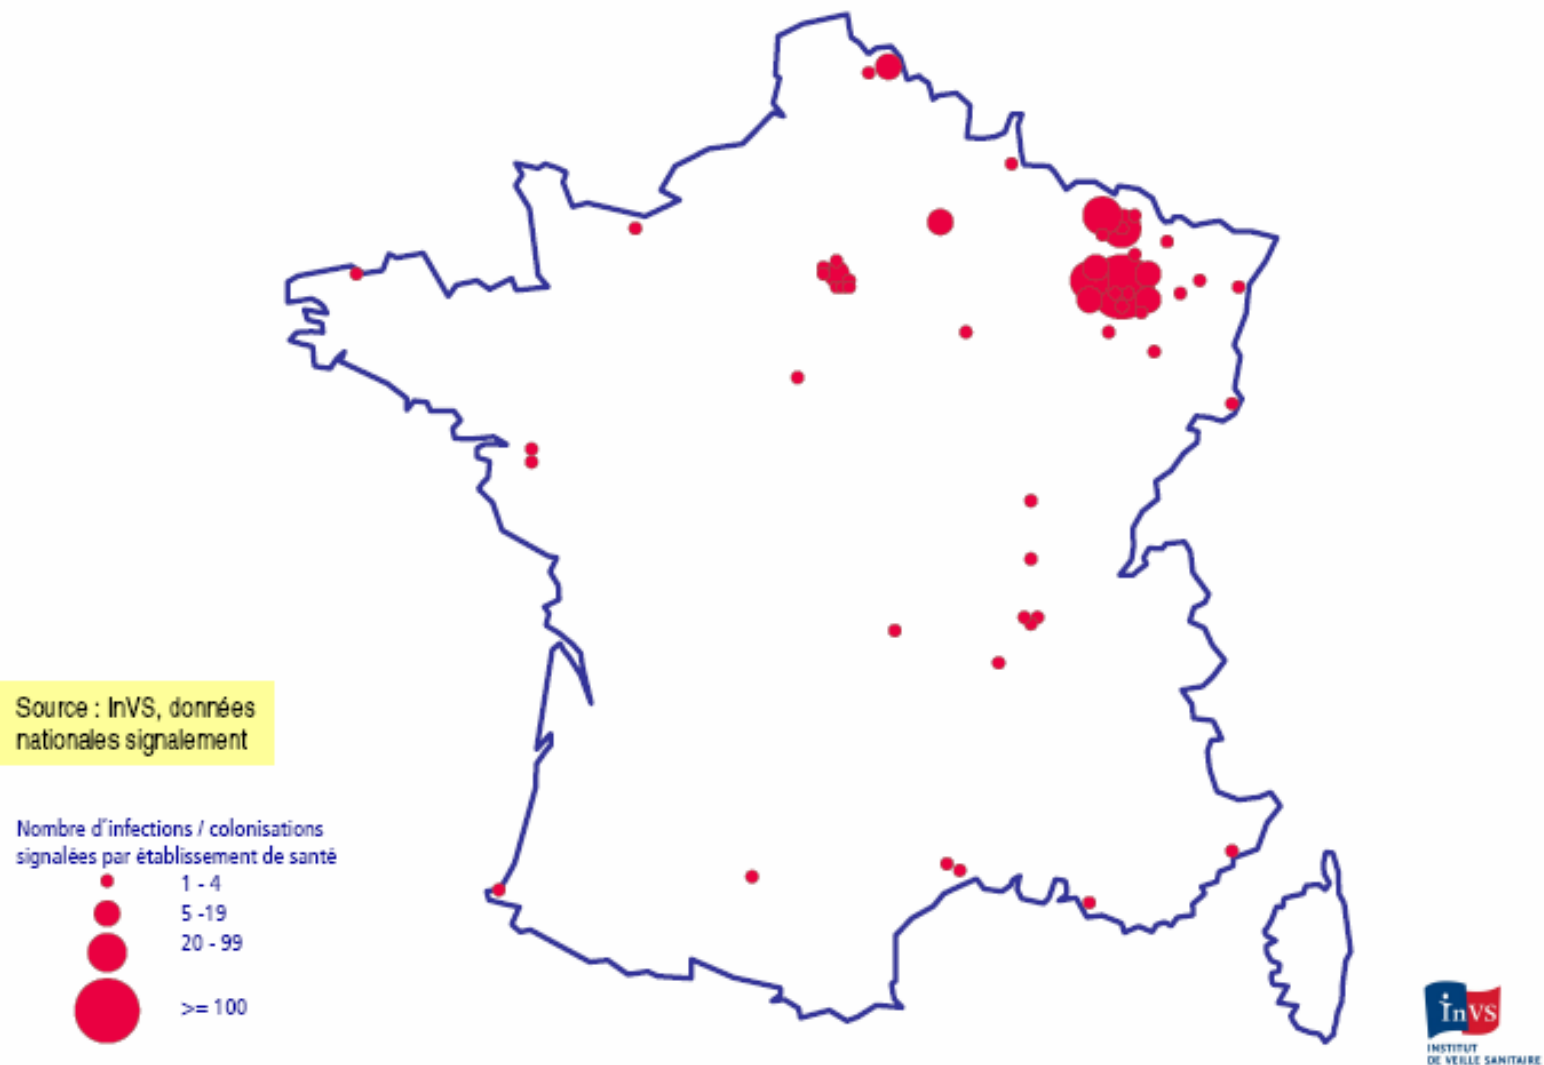 Source : InVS, données
nationales signalement
Nombre d'infections / colonisations
signalées par établissement de santé
1 - 4
5 -19
20 - 99
>= 100
InVS
INSTITUT
DE VEILLE SANITAIRE